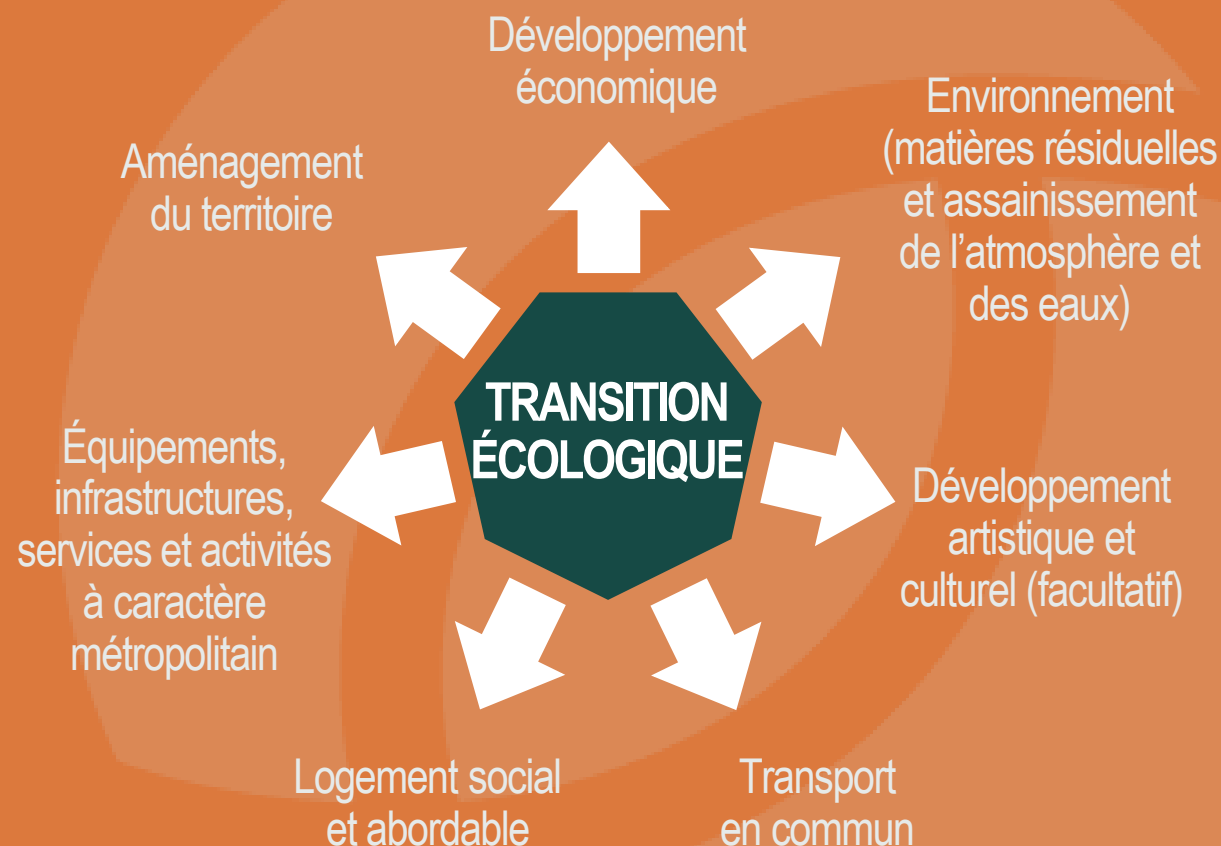 Développement
économique
Environnement
(matières résiduelles
et assainissement
de l’atmosphère et
des eaux)
Aménagement
du territoire
TRANSITION
ÉCOLOGIQUE
Équipements,
infrastructures,
services et activités
à caractère
métropolitain
Développement
artistique et
culturel (facultatif)
Logement social
et abordable
Transport
en commun